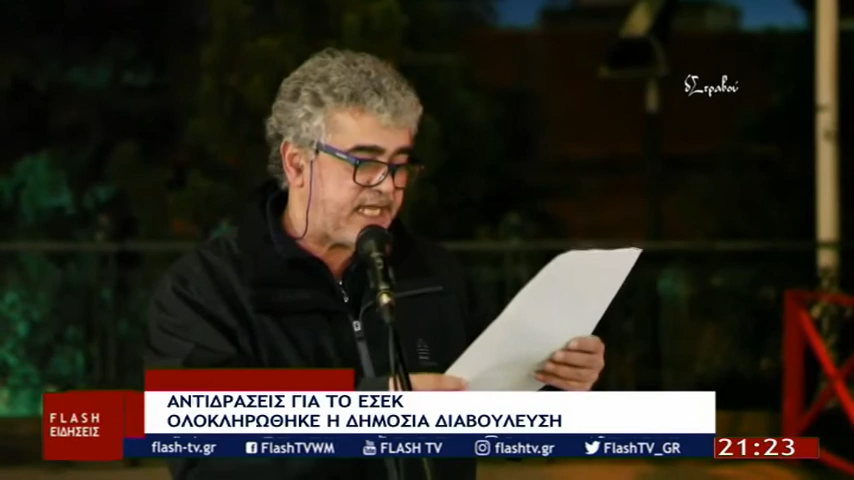 δΣτραβού
ΑΝΤΙΔΡΑΣΕΙΣ ΓΙΑ ΤΟ ΕΣΕΚ
ΟΛΟΚΛΗΡΩΘΗΚΕ Η ΔΗΜΟΣΙΑ ΔΙΑΒΟΥΛΕΥΣΗ
FLASH
ΕΙΔΗΣΕΙΣ
flash-tv.gr FlashTVWM FLASH TV flashtv.gr FlashTV_GR
21:23